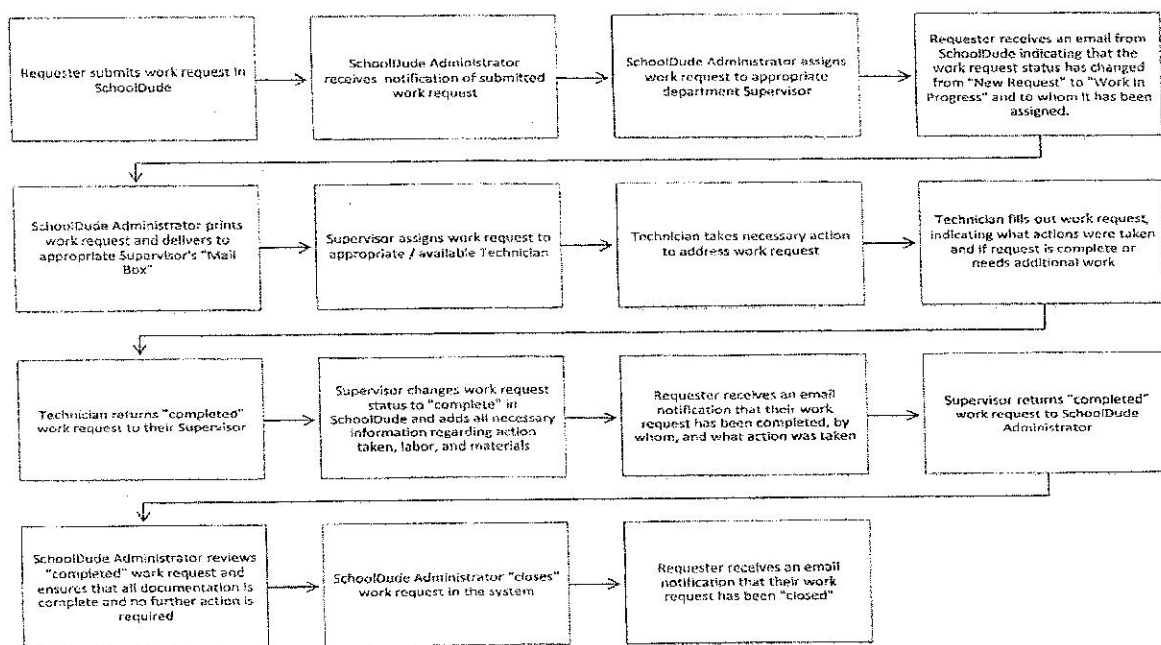 Requester submits work request in
SchoolDude
SchoolDude Administrator
receives notification of submitted
work request
SchoolDude Administrator assigns
work request to appropriate
department Supervisor
Requester receives an email from
SchoolDude indicating that the
work request status has changed
from "New Request" to "Work In
Progress" and to whom it has been
assigned.
SchoolDude Administrator prints
work request and delivers to
appropriate Supervisor's "Mail
Box"
Supervisor assigns work request to
appropriate / available Technician
Technician takes necessary action
to address work request
Technician fills out work request,
indicating what actions were taken
and if request is complete or
needs additional work
Technician returns "completed"
work request to their Supervisor
Supervisor changes work request
status to "complete" in
SchoolDude and adds all necessary
information regarding action
taken, labor, and materials
Requester receives an email
notification that their work
request has been completed, by
whom, and what action was taken
Supervisor returns "completed"
work request to SchoolDude
Administrator
SchoolDude Administrator reviews
"completed" work request and
ensures that all documentation is
complete and no further action is
required
SchoolDude Administrator "closes"
work request in the system
Requester receives an email
notification that their work
request has been "closed"